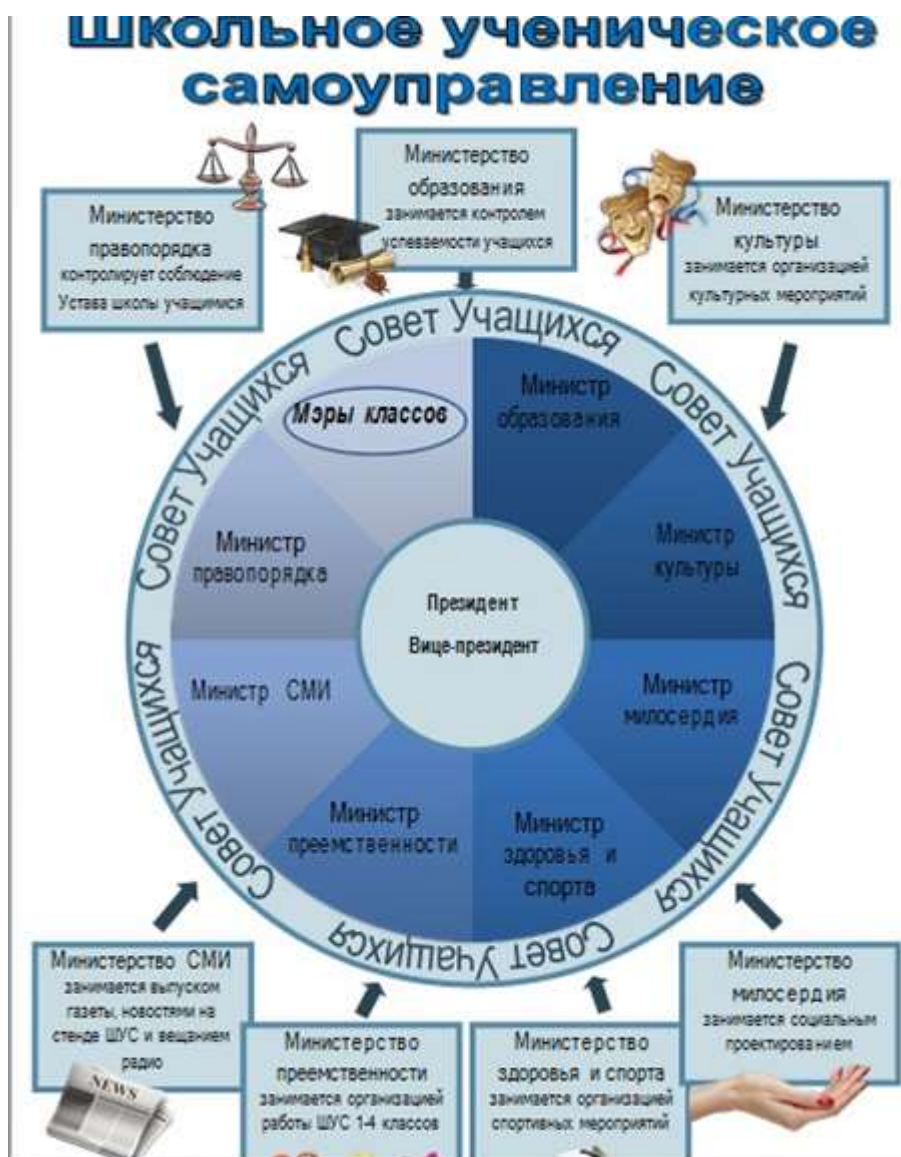 Школьное ученическое
самоуправление
Министерство
образования
занимается контролем
успеваемости учащихся
Министерство
правопорядка
контролирует соблюдение
Устава школы учащимися
Министерство
культуры
занимается организацией
культурных мероприятий
Совет Учащихся
Совет Учащихся
Совет Учащихся
Совет Учащихся
Совет Учащихся
Совет Учащихся
Мэры классов
Министр
образования
Министр
правопорядка
Министр
культуры
Президент
Вице-президент
Министр СМИ
Министр
милосердия
Министр
преемственности
Министр
здоровья и
спорта
Министерство СМИ
занимается выпуском
газеты, новостями на
стенде ШУС и вещанием
радио
NEWS
Министерство
преемственности
занимается организацией
работы ШУС 1-4 классов
Министерство
здоровья и спорта
занимается организацией
спортивных мероприятий
Министерство
милосердия
занимается социальным
проектированием